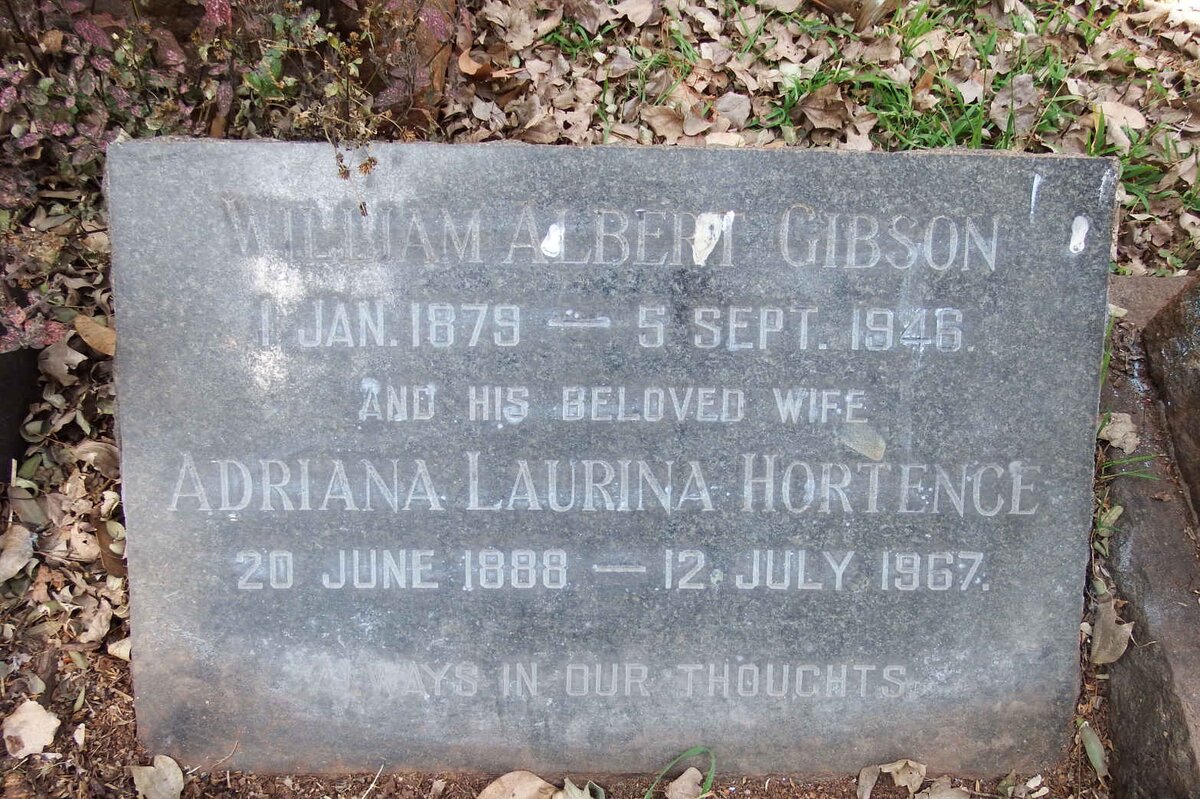 WILLIAM ALBERT GIBSON
1 JAN. 1879 — 5 SEPT. 1946.
AND HIS BELOVED WIFE
ADRIANA LAURINA HORTENCE
20 JUNE 1888 — 12 JULY 1967.
ALWAYS IN OUR THOUGHTS.